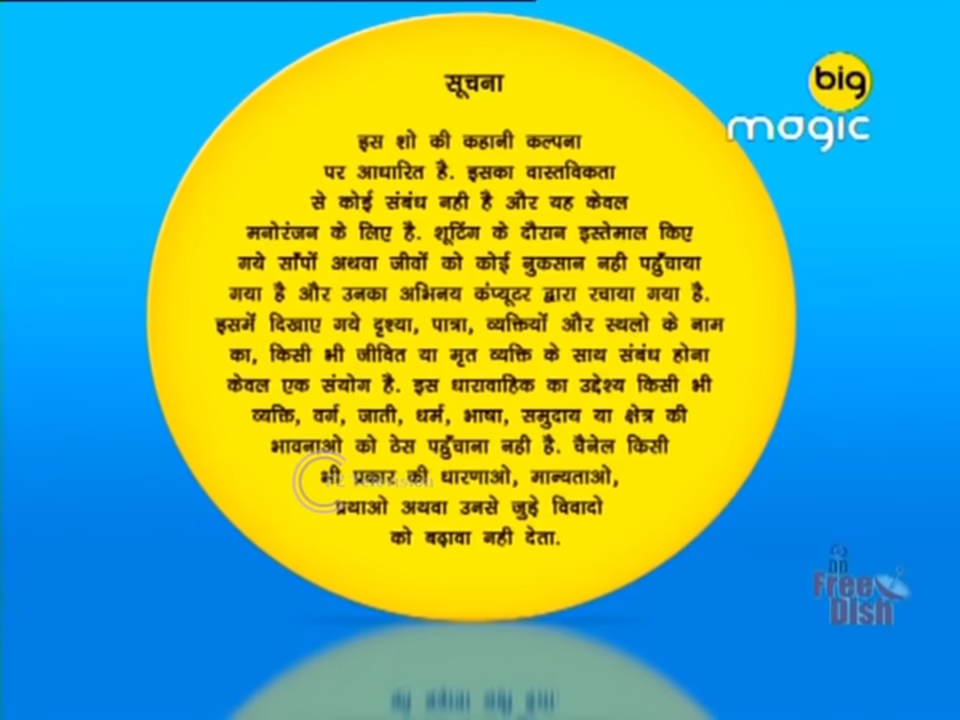 सूचना
big
magic
इस शो की कहानी कल्पना
पर आधारित है. इसका वास्तविकता
से कोई संबंध नही है और यह केवल
मनोरंजन के लिए है. शूटिंग के दौरान इस्तेमाल किए
गये साँपों अथवा जीवों को कोई नुकसान नही पहुँचाया
गया है और उनका अभिनय कंप्यूटर द्वारा रचाया गया है.
इसमें दिखाए गये दृश्या, पात्रा, व्यक्तियों और स्थलो के नाम
का, किसी भी जीवित या मृत व्यक्ति के साथ संबंध होना
केवल एक संयोग है. इस धारावाहिक का उद्देश्य किसी भी
व्यक्ति, वर्ग, जाती, धर्म, भाषा, समुदाय या क्षेत्र की
भावनाओ को ठेस पहुँचाना नही है. चैनेल किसी
भी प्रकार की धारणाओ, मान्यताओ,
प्रथाओ अथवा उनसे जुड़े विवादो
को बढ़ावा नही देता.
on
Free
Dish